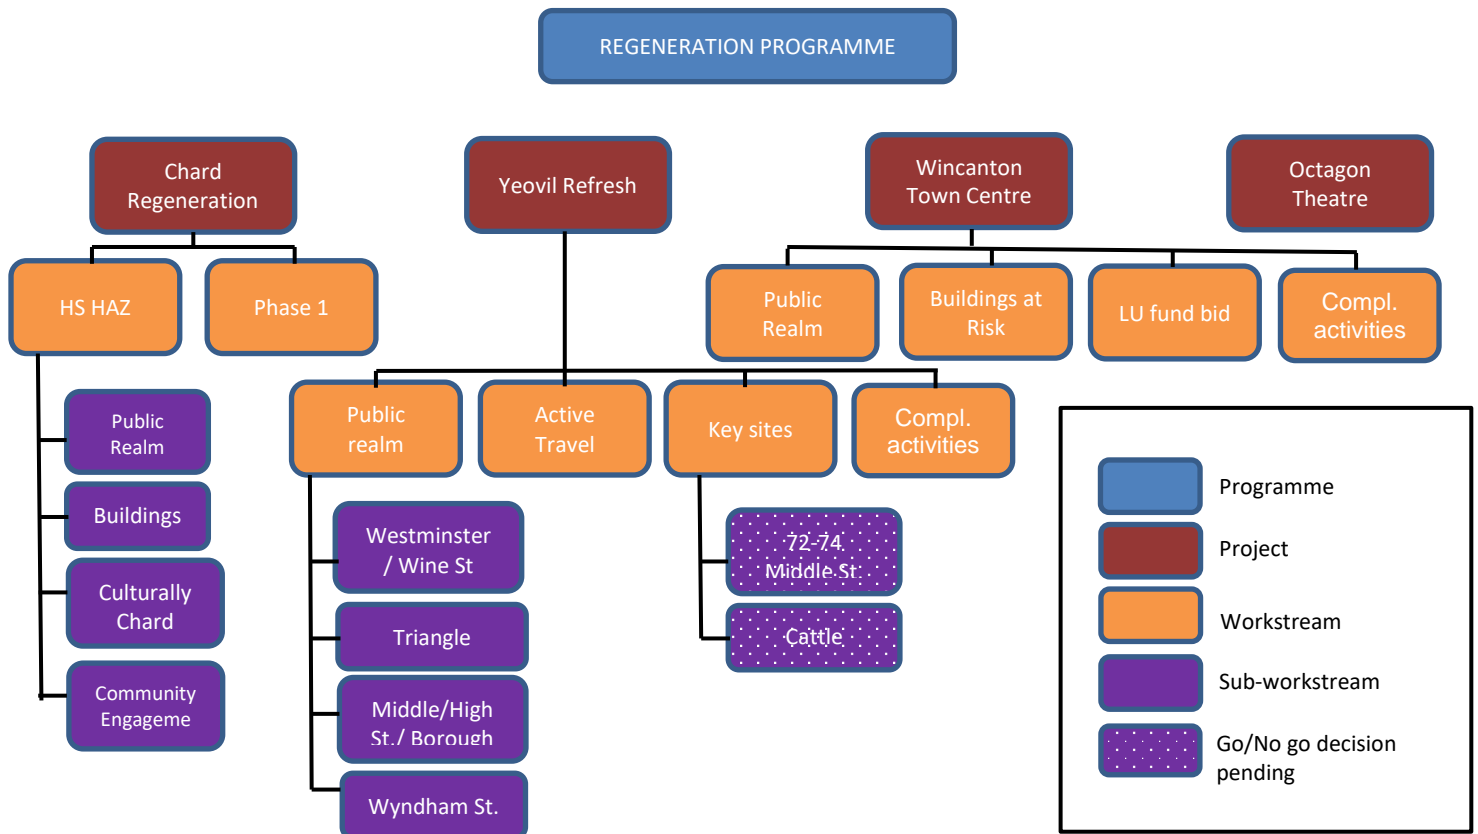 REGENERATION PROGRAMME
Chard
Regeneration
Yeovil Refresh
Wincanton
Town Centre
Octagon
Theatre
HS HAZ
Phase 1
Public
Realm
Buildings at
Risk
LU fund bid
Compl.
activities
Public
realm
Active
Travel
Key sites
Compl.
activities
Public
Realm
Buildings
Culturally
Chard
Community
Engageme
Westminster
/ Wine St
Triangle
Middle/High
St./ Borough
Wyndham St.
72-74
Middle St.
Cattle
Programme
Project
Workstream
Sub-workstream
Go/No go decision
pending